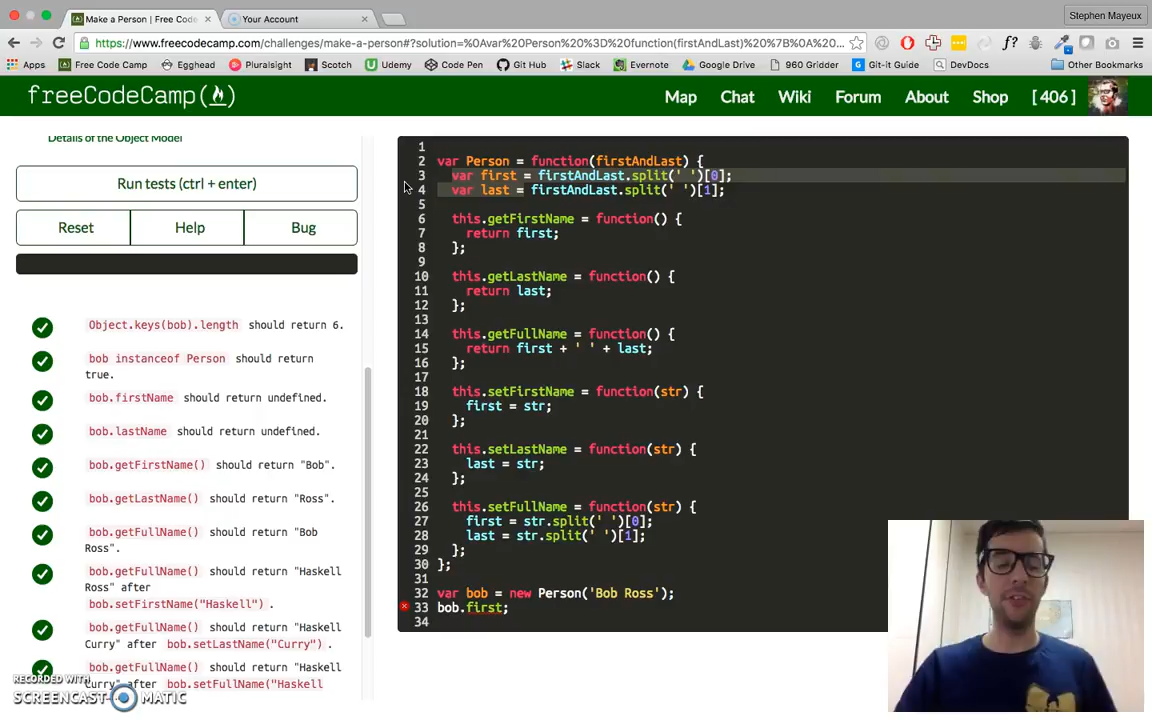 Make a Person | Free Code
Your Account
Stephen Mayeux
https://www.freecodecamp.com/challenges/make-a-person#?solution=%0Avar%20Person%20%3D%20function(firstAndLast)%20%7B%0A%20...
Apps Free Code Camp Egghead Pluralsight Scotch Udemy Code Pen Git Hub Slack Evernote Google Drive 960 Gridder Git-it Guide DevDocs Other Bookmarks
freeCodeCamp
Map Chat Wiki Forum About Shop [ 406 ]
Details of the Object Model
Run tests (ctrl + enter)
Reset Help Bug
Object.keys(bob).length should return 6.
bob instanceof Person should return
true.
bob.firstName should return undefined.
bob.lastName should return undefined.
bob.getFirstName() should return "Bob".
bob.getLastName() should return "Ross".
bob.getFullName() should return "Bob
Ross".
bob.getFullName() should return "Haskell
Ross" after
bob.setFirstName("Haskell") .
bob.getFullName() should return "Haskell
Curry" after bob.setLastName("Curry") .
bob.getFullName() should return "Haskell
Curry" after bob.setFullName("Haskell
RECORDED WITH
SCREENCAST MATIC
1
2 var Person = function(firstAndLast) {
3 var first = firstAndLast.split(' ')[0];
4 var last = firstAndLast.split(' ')[1];
5
6 this.getFirstName = function() {
7 return first;
8 };
9
10 this.getLastName = function() {
11 return last;
12 };
13
14 this.getFullName = function() {
15 return first + ' ' + last;
16 };
17
18 this.setFirstName = function(str) {
19 first = str;
20 };
21
22 this.setLastName = function(str) {
23 last = str;
24 };
25
26 this.setFullName = function(str) {
27 first = str.split(' ')[0];
28 last = str.split(' ')[1];
29 };
30 };
31
32 var bob = new Person('Bob Ross');
33 bob.first;
34